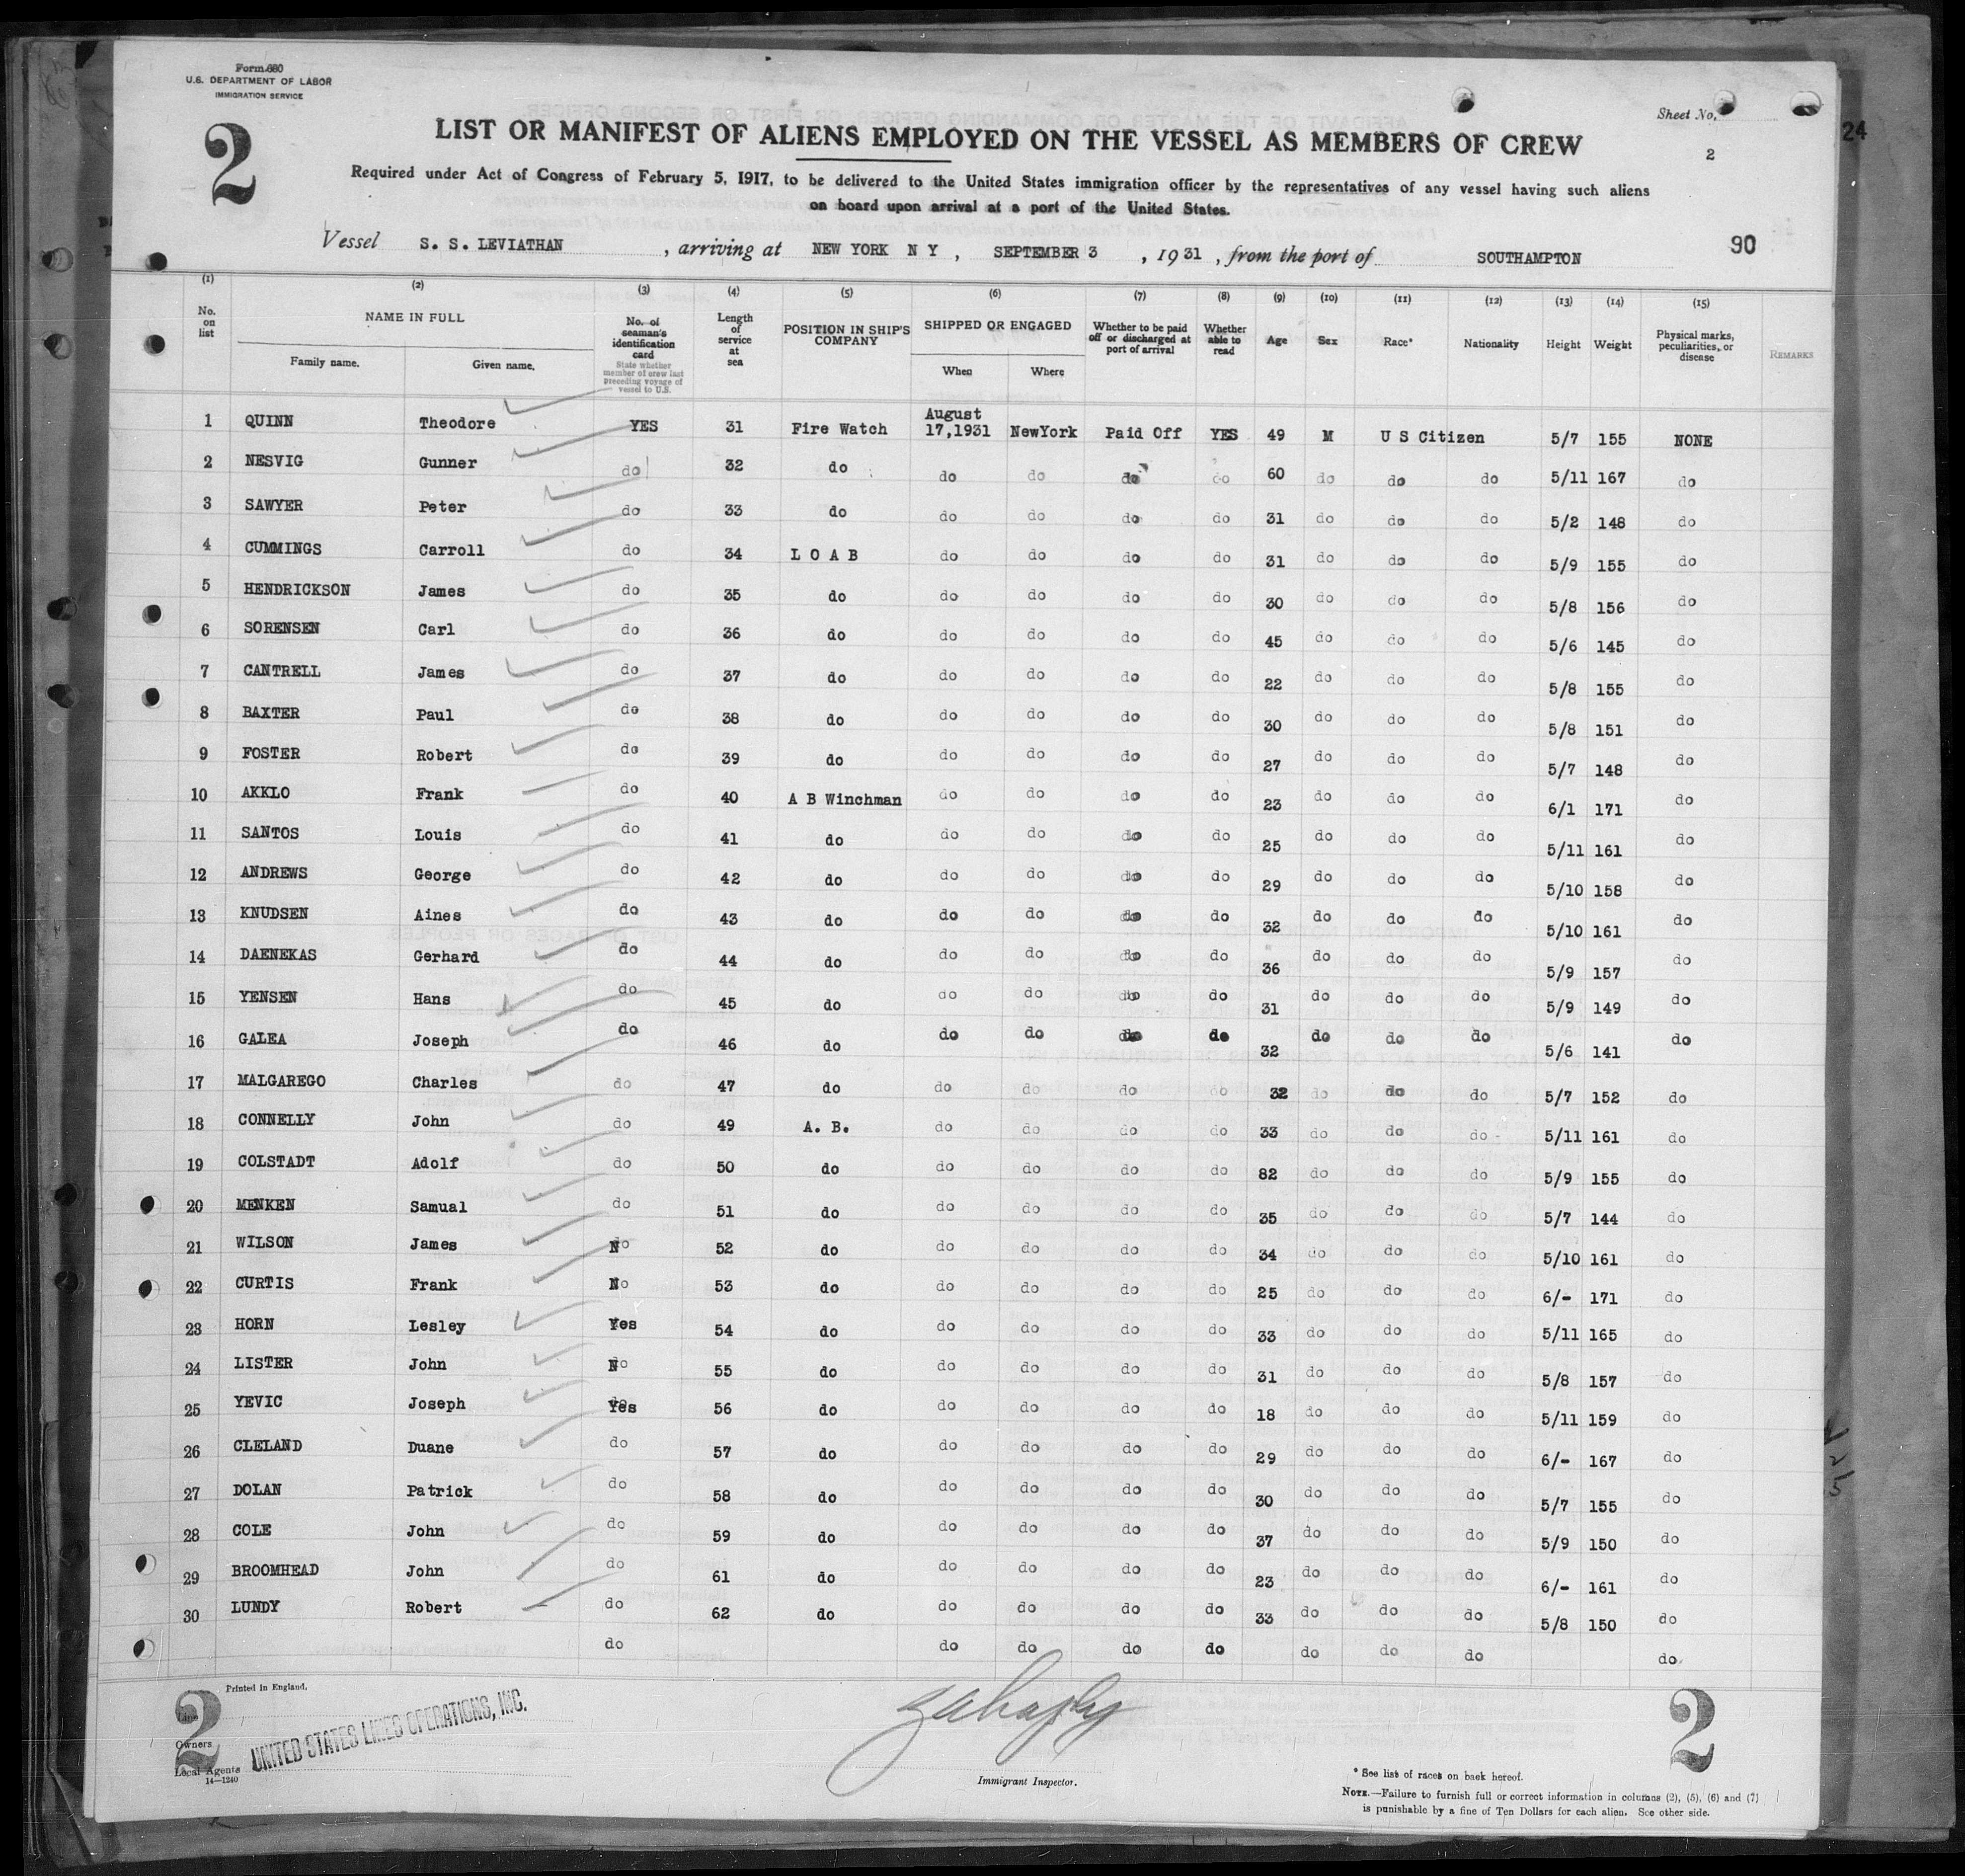 Form 680
U.S. DEPARTMENT OF LABOR
IMMIGRATION SERVICE
2
Sheet No.
2
24
LIST OR MANIFEST OF ALIENS EMPLOYED ON THE VESSEL AS MEMBERS OF CREW
Required under Act of Congress of February 5, 1917, to be delivered to the United States immigration officer by the representatives of any vessel having such aliens
on board upon arrival at a port of the United States.
Vessel S. S. LEVIATHAN , arriving at NEW YORK N Y , SEPTEMBER 3 , 1931 , from the port of SOUTHAMPTON 90
(1) (2) (3) (4) (5) (6) (7) (8) (9) (10) (11) (12) (13) (14) (15)
No. on list NAME IN FULL Family name. Given name. No. of seaman's identification card State whether member of crew last preceding voyage of vessel to U.S. Length of service at sea POSITION IN SHIP'S COMPANY SHIPPED OR ENGAGED When Where Whether to be paid off or discharged at port of arrival Whether able to read Age Sex Race* Nationality Height Weight Physical marks, peculiarities, or disease REMARKS
1 QUINN Theodore YES 31 Fire Watch August 17,1931 NewYork Paid Off YES 49 M U S Citizen 5/7 155 NONE
2 NESVIG Gunner do 32 do do do do do 60 do do do 5/11 167 do
3 SAWYER Peter do 33 do do do do do 31 do do do 5/2 148 do
4 CUMMINGS Carroll do 34 L O A B do do do do 31 do do do 5/9 155 do
5 HENDRICKSON James do 35 do do do do do 30 do do do 5/8 156 do
6 SORENSEN Carl do 36 do do do do do 45 do do do 5/6 145 do
7 CANTRELL James do 37 do do do do do 22 do do do 5/8 155 do
8 BAXTER Paul do 38 do do do do do 30 do do do 5/8 151 do
9 FOSTER Robert do 39 do do do do do 27 do do do 5/7 148 do
10 AKKLO Frank do 40 A B Winchman do do do do 23 do do do 6/1 171 do
11 SANTOS Louis do 41 do do do do do 25 do do do 5/11 161 do
12 ANDREWS George do 42 do do do do do 29 do do do 5/10 158 do
13 KNUDSEN Aines do 43 do do do do do 32 do do do 5/10 161 do
14 DAENEKAS Gerhard do 44 do do do do do 36 do do do 5/9 157 do
15 YENSEN Hans do 45 do do do do do 31 do do do 5/9 149 do
16 GALEA Joseph do 46 do do do do do 32 do do do 5/6 141 do
17 MALGAREGO Charles do 47 do do do do do 32 do do do 5/7 152 do
18 CONNELLY John do 49 A. B. do do do do 33 do do do 5/11 161 do
19 COLSTADT Adolf do 50 do do do do do 82 do do do 5/9 155 do
20 MENKEN Samual do 51 do do do do do 35 do do do 5/7 144 do
21 WILSON James No 52 do do do do do 34 do do do 5/10 161 do
22 CURTIS Frank No 53 do do do do do 25 do do do 6/- 171 do
23 HORN Lesley Yes 54 do do do do do 33 do do do 5/11 165 do
24 LISTER John No 55 do do do do do 31 do do do 5/8 157 do
25 YEVIC Joseph Yes 56 do do do do do 18 do do do 5/11 159 do
26 CLELAND Duane do 57 do do do do do 29 do do do 6/- 167 do
27 DOLAN Patrick do 58 do do do do do 30 do do do 5/7 155 do
28 COLE John do 59 do do do do do 37 do do do 5/9 150 do
29 BROOMHEAD John do 61 do do do do do 23 do do do 6/- 161 do
30 LUNDY Robert do 62 do do do do do 33 do do do 5/8 150 do
do do do do do do do do do
Printed in England.
2
Line
Owners
Local Agents
14—1240
UNITED STATES LINES OPERATIONS, INC.
Immigrant Inspector.
2
* See list of races on back hereof.
NOTE.—Failure to furnish full or correct information in columns (2), (5), (6) and (7)
is punishable by a fine of Ten Dollars for each alien. See other side.